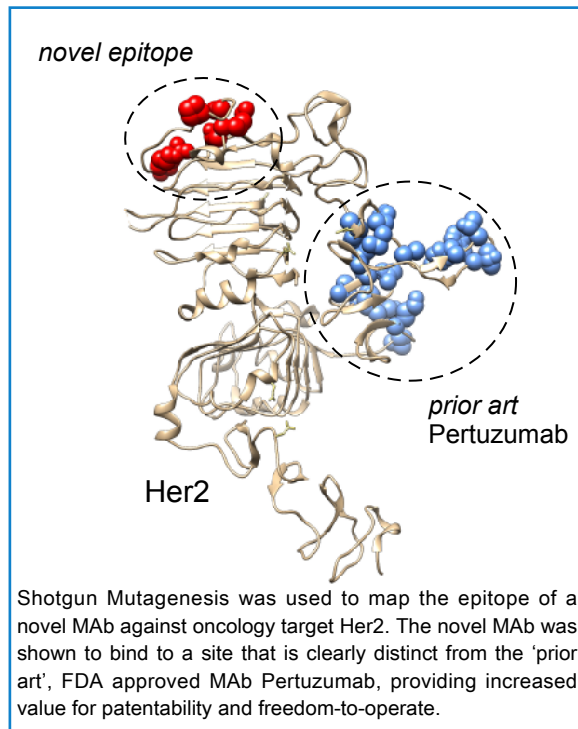 novel epitope
prior art
Pertuzumab
Her2
Shotgun Mutagenesis was used to map the epitope of a
novel MAb against oncology target Her2. The novel MAb was
shown to bind to a site that is clearly distinct from the ‘prior
art’, FDA approved MAb Pertuzumab, providing increased
value for patentability and freedom-to-operate.